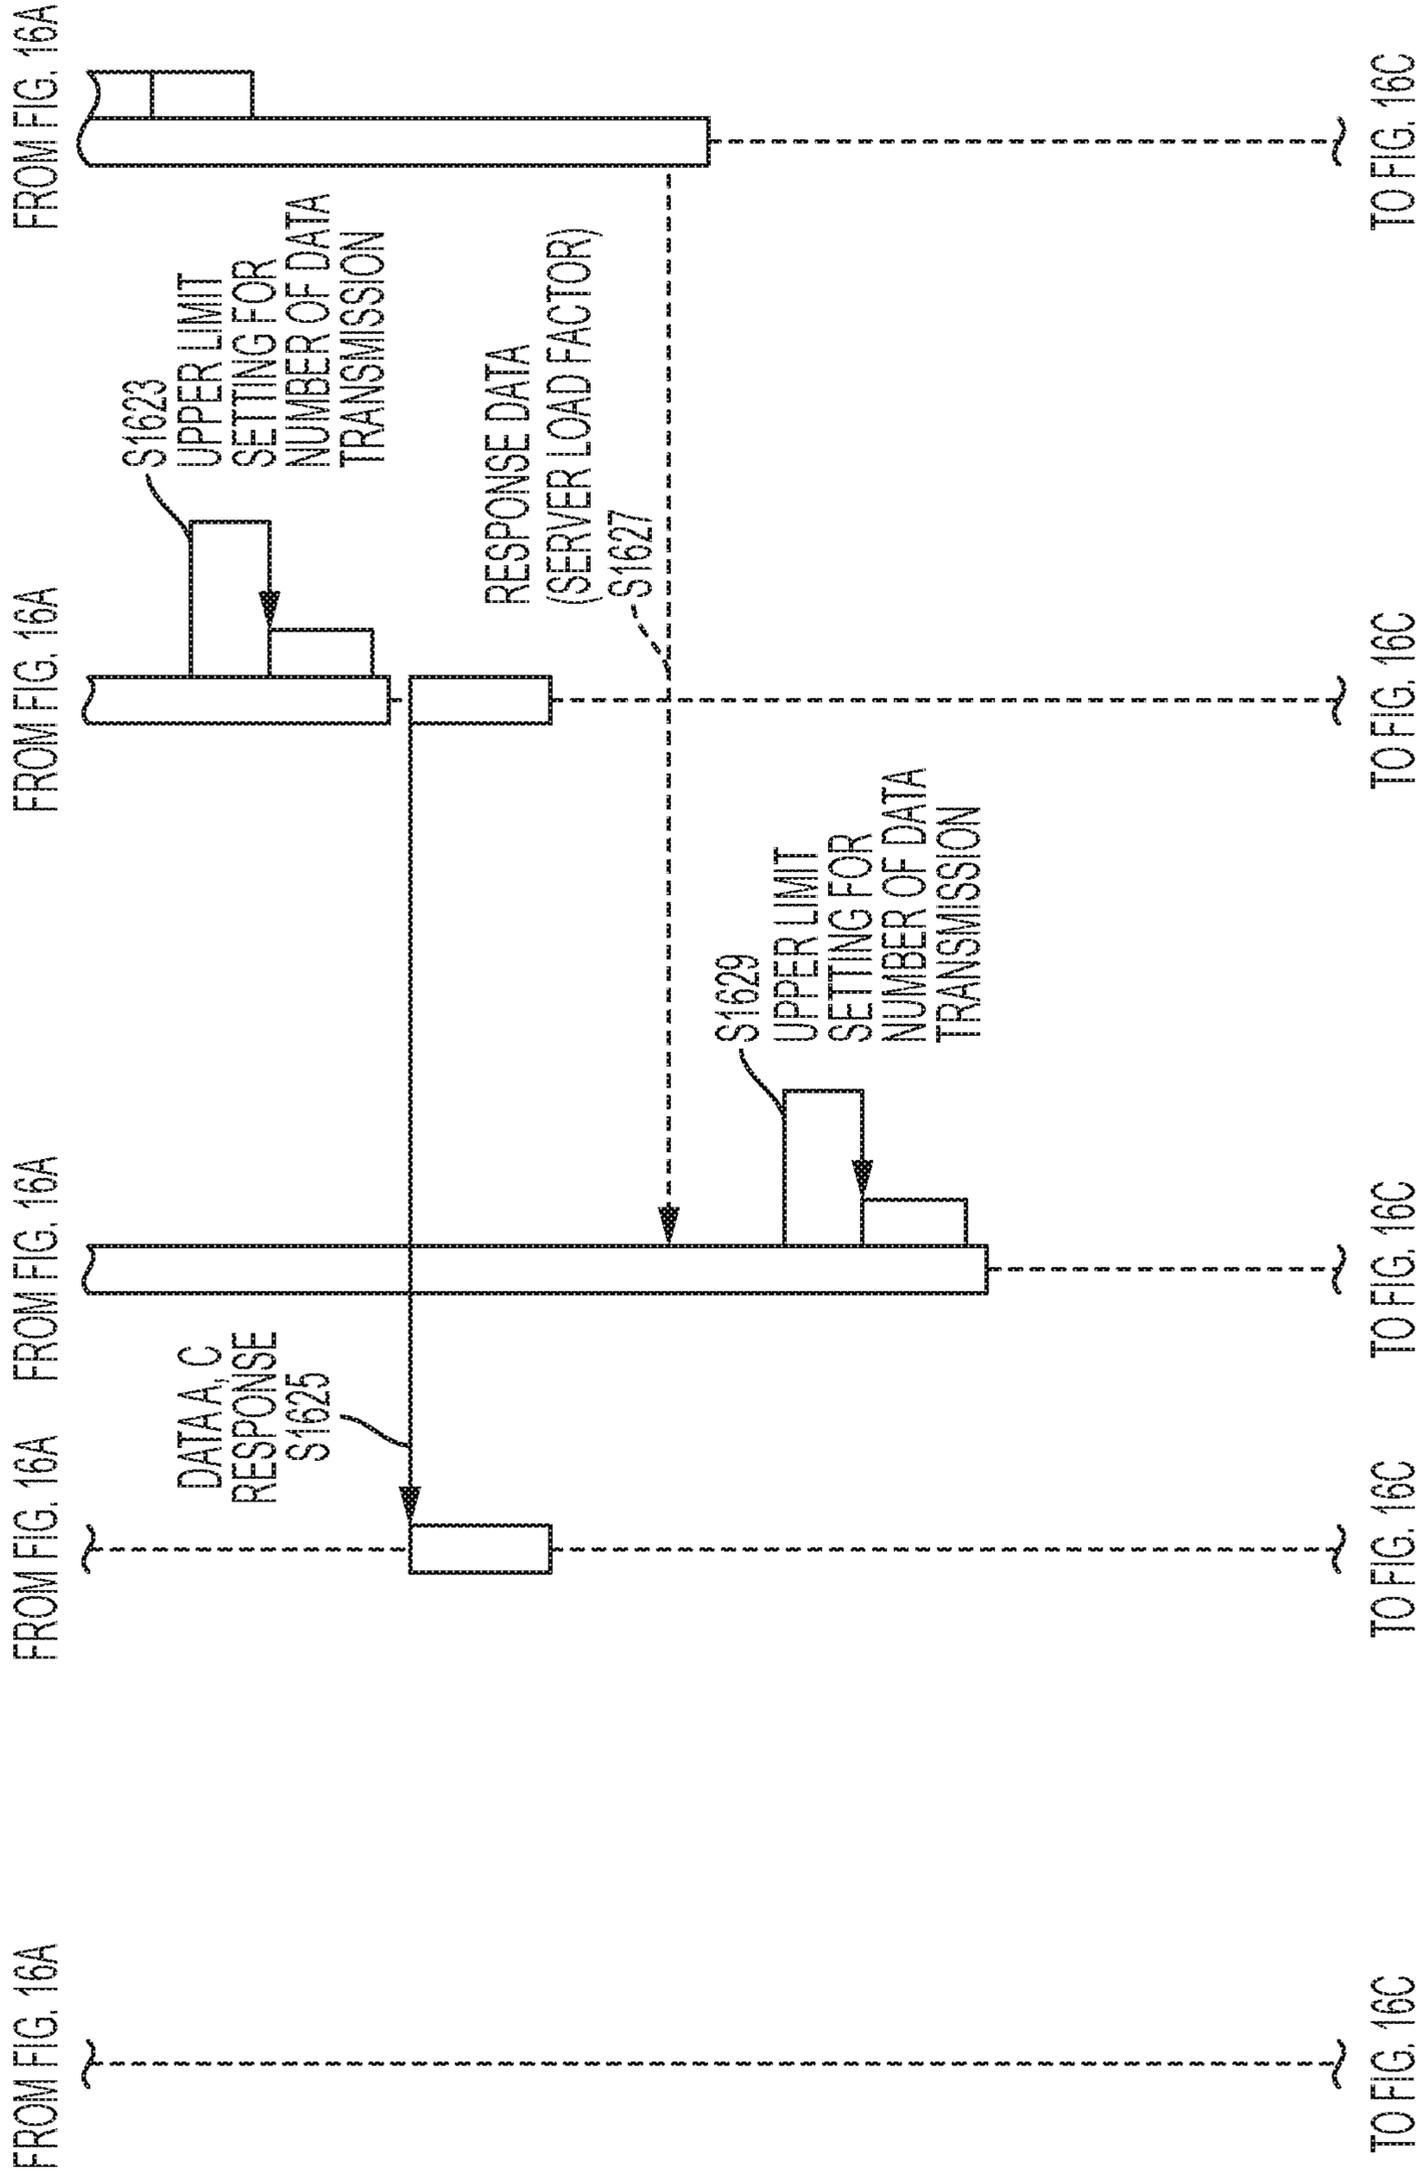 FROM FIG. 16A
FROM FIG. 16A
FROM FIG. 16A
FROM FIG. 16A
FROM FIG. 16A
S1623
UPPER LIMIT
SETTING FOR
NUMBER OF DATA
TRANSMISSION
DATA A, C
RESPONSE
S1625
RESPONSE DATA
(SERVER LOAD FACTOR)
S1627
S1629
UPPER LIMIT
SETTING FOR
NUMBER OF DATA
TRANSMISSION
TO FIG. 16C
TO FIG. 16C
TO FIG. 16C
TO FIG. 16C
TO FIG. 16C